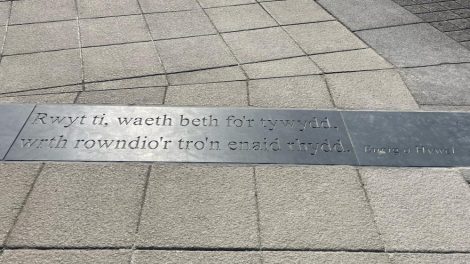 Rwyt ti, waeth beth fo'r tywydd,
wrth rowndio'r tro'n enaid rhydd.